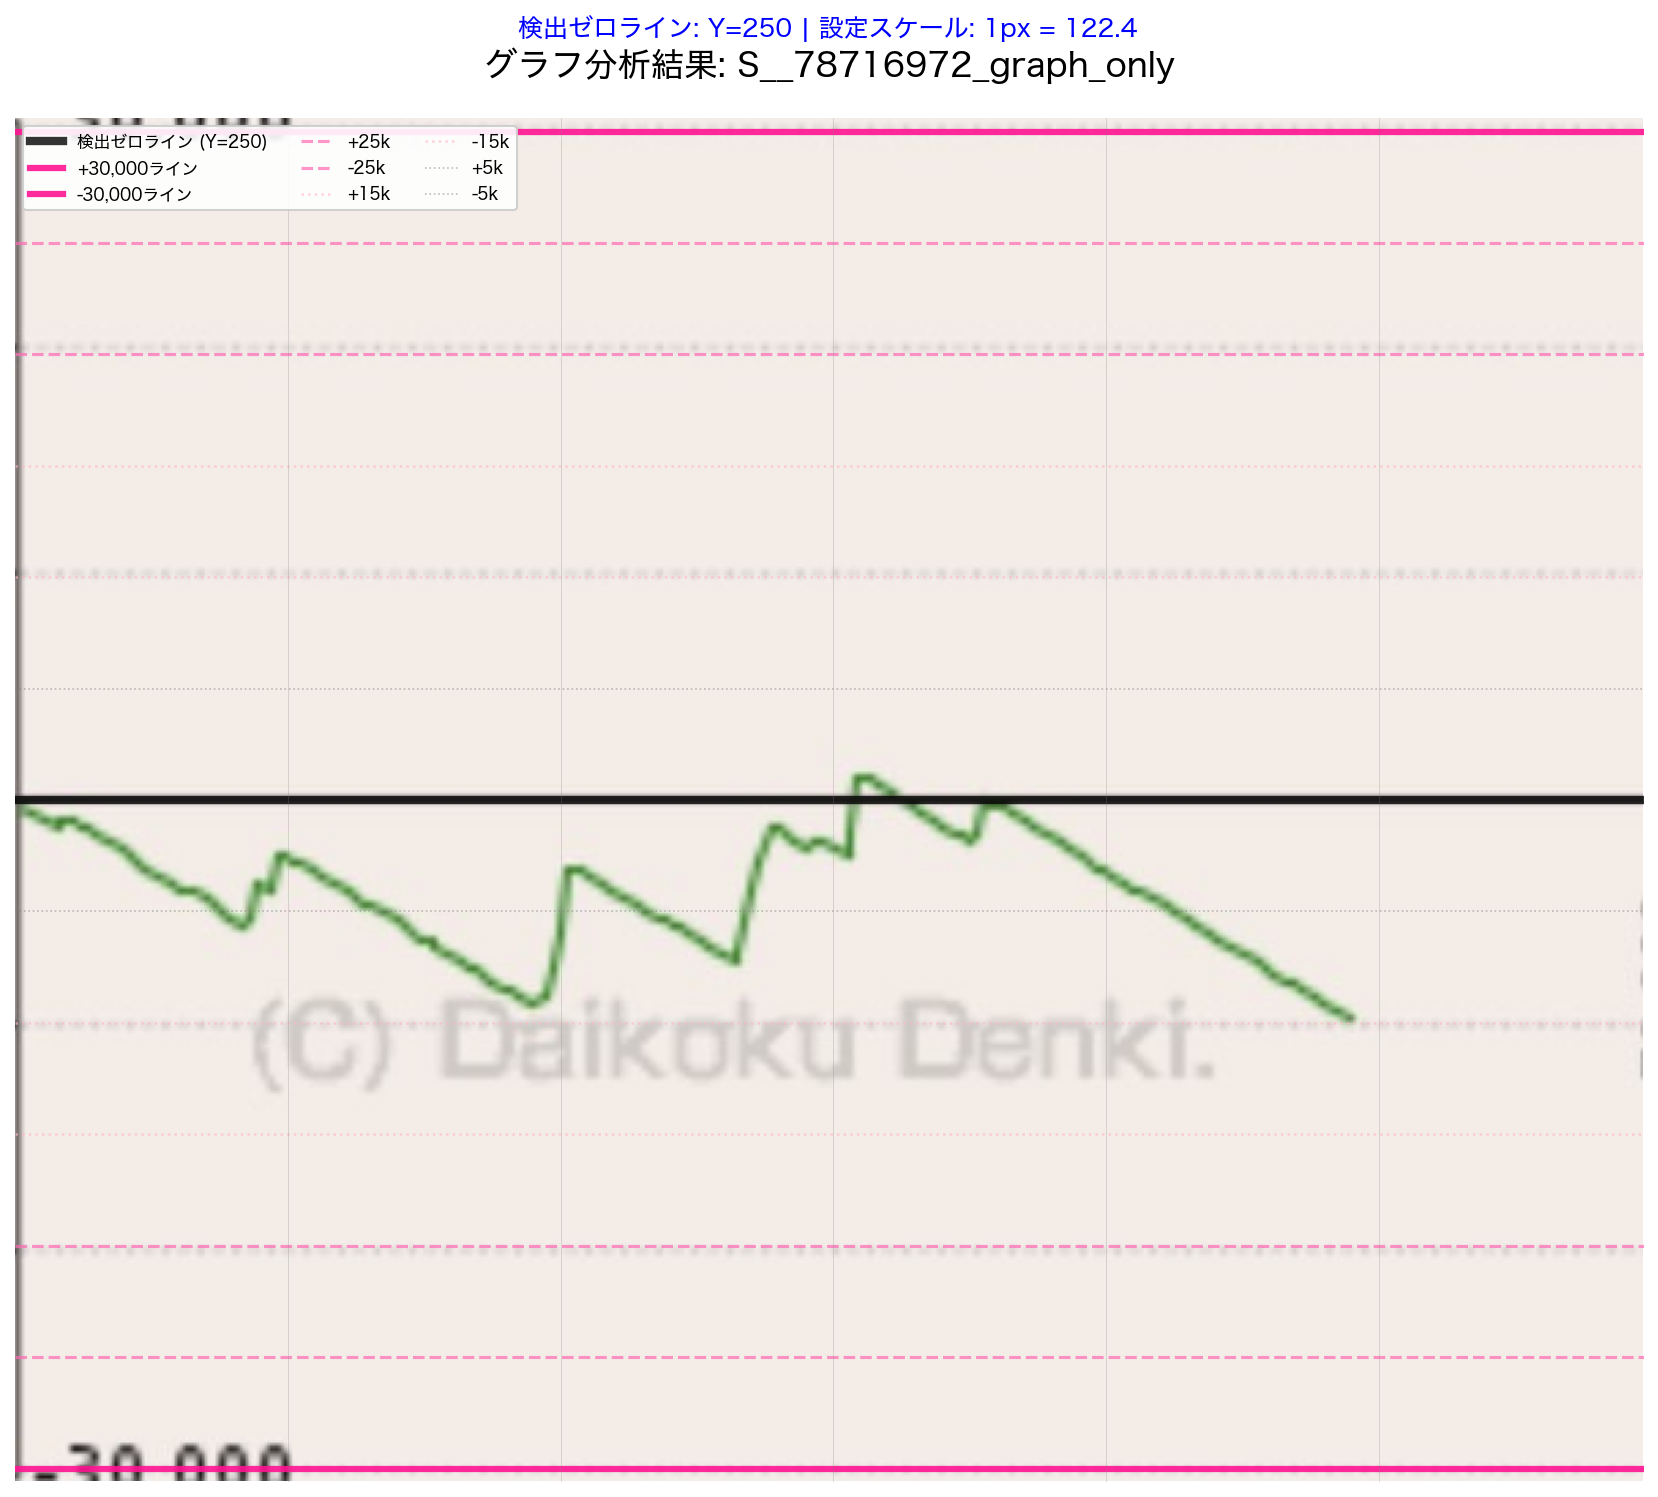 検出ゼロライン: Y=250 | 設定スケール: 1px = 122.4
グラフ分析結果: S__78716972_graph_only
検出ゼロライン (Y=250)
+30,000ライン
-30,000ライン
+25k
-25k
+15k
-15k
+5k
-5k
(C) Daikoku Denki.
-30,000